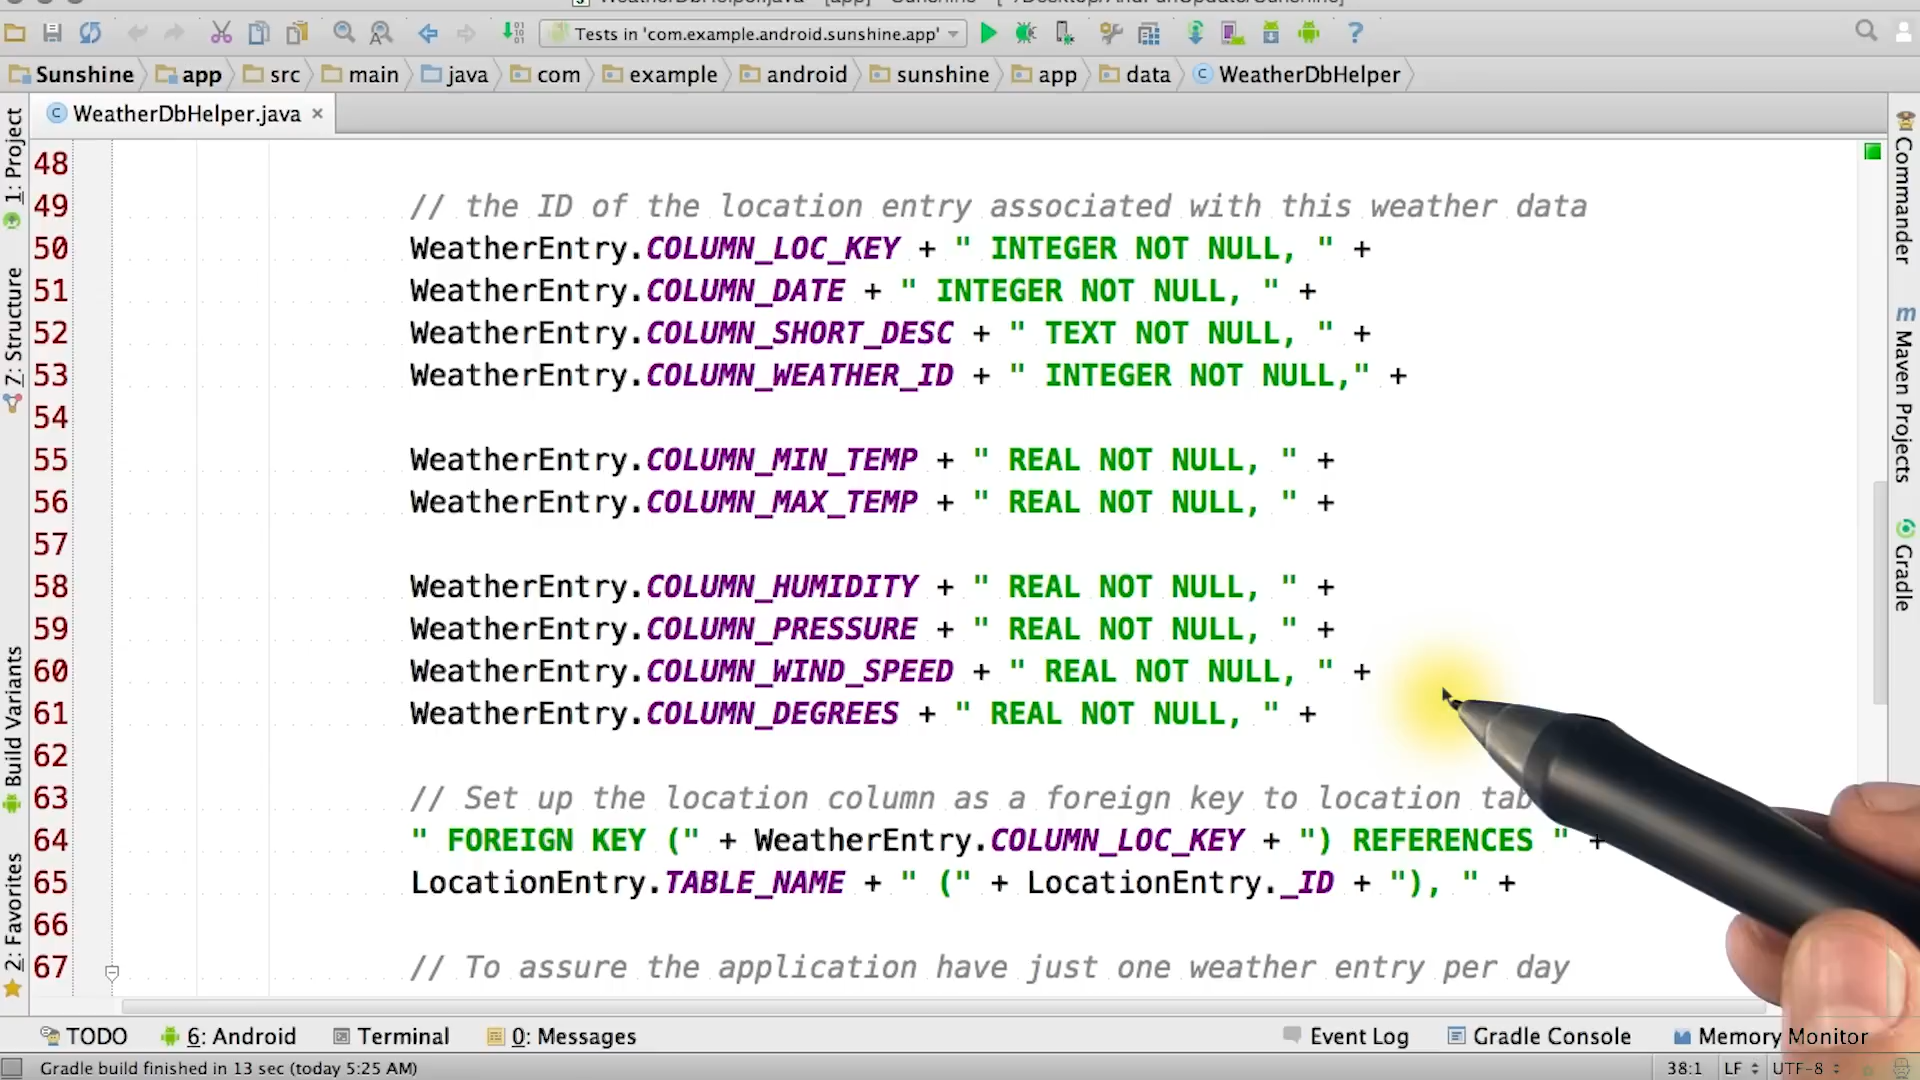 Tests in 'com.example.android.sunshine.app'
Sunshine app src main java com example android sunshine app data WeatherDbHelper
WeatherDbHelper.java
1: Project
7: Structure
Build Variants
2: Favorites
Commander
Maven Projects
Gradle
48
49 // the ID of the location entry associated with this weather data
50 WeatherEntry.COLUMN_LOC_KEY + " INTEGER NOT NULL, " +
51 WeatherEntry.COLUMN_DATE + " INTEGER NOT NULL, " +
52 WeatherEntry.COLUMN_SHORT_DESC + " TEXT NOT NULL, " +
53 WeatherEntry.COLUMN_WEATHER_ID + " INTEGER NOT NULL," +
54
55 WeatherEntry.COLUMN_MIN_TEMP + " REAL NOT NULL, " +
56 WeatherEntry.COLUMN_MAX_TEMP + " REAL NOT NULL, " +
57
58 WeatherEntry.COLUMN_HUMIDITY + " REAL NOT NULL, " +
59 WeatherEntry.COLUMN_PRESSURE + " REAL NOT NULL, " +
60 WeatherEntry.COLUMN_WIND_SPEED + " REAL NOT NULL, " +
61 WeatherEntry.COLUMN_DEGREES + " REAL NOT NULL, " +
62
63 // Set up the location column as a foreign key to location
64 " FOREIGN KEY (" + WeatherEntry.COLUMN_LOC_KEY + ") REFERENCES " +
65 LocationEntry.TABLE_NAME + " (" + LocationEntry._ID + "), " +
66
67 // To assure the application have just one weather entry per day
TODO 6: Android Terminal 0: Messages Event Log Gradle Console Memory Monitor
Gradle build finished in 13 sec (today 5:25 AM) 38:1 LF UTF-8